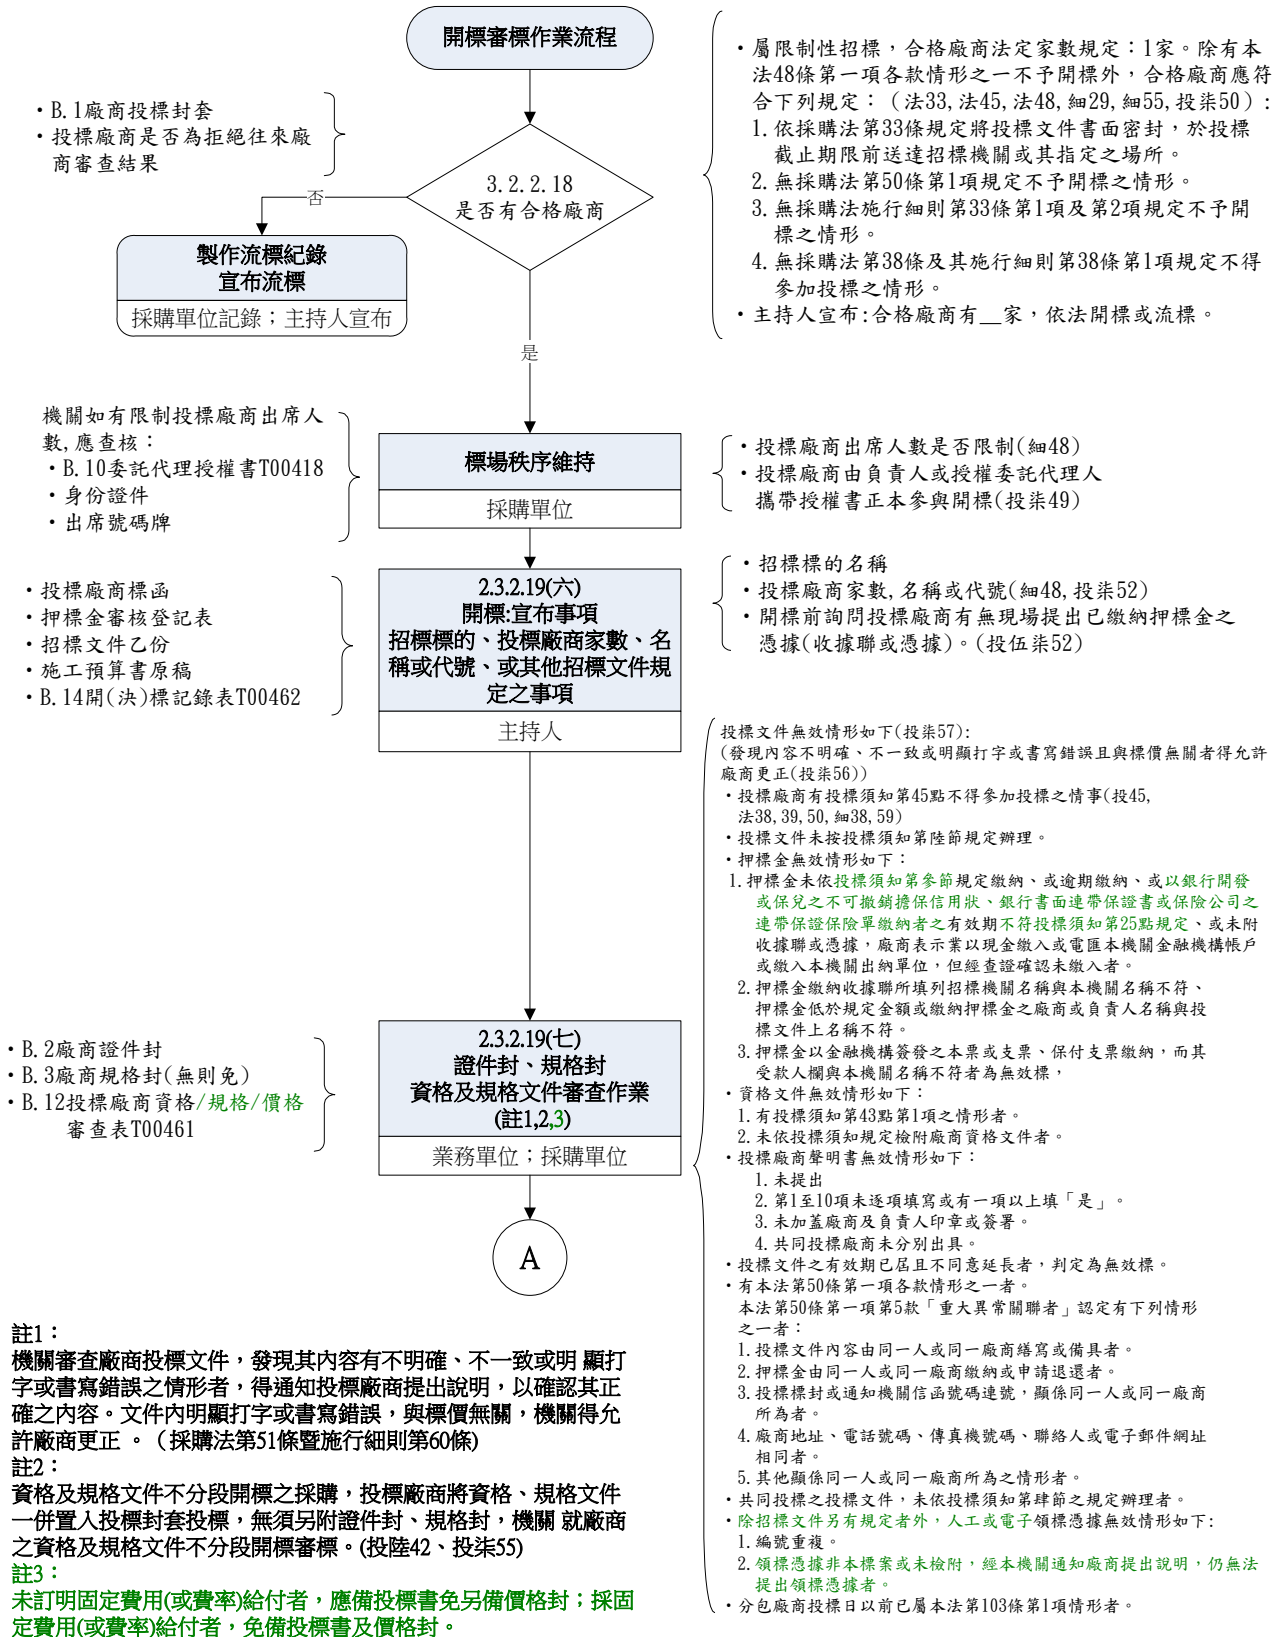 開標審標作業流程
・B.1廠商投標封套
・投標廠商是否為拒絕往來廠
商審查結果
3.2.2.18
是否有合格廠商
否
製作流標紀錄
宣布流標
採購單位記錄；主持人宣布
是
・屬限制性招標，合格廠商法定家數規定：1家。除有本
法48條第一項各款情形之一不予開標外，合格廠商應符
合下列規定：（法33,法45,法48,細29,細55,投柒50）:
1.依採購法第33條規定將投標文件書面密封，於投標
截止期限前送達招標機關或其指定之場所。
2.無採購法第50條第1項規定不予開標之情形。
3.無採購法施行細則第33條第1項及第2項規定不予開
標之情形。
4.無採購法第38條及其施行細則第38條第1項規定不得
參加投標之情形。
・主持人宣布:合格廠商有__家，依法開標或流標。
機關如有限制投標廠商出席人
數,應查核：
・B.10委託代理授權書T00418
・身份證件
・出席號碼牌
標場秩序維持
採購單位
・投標廠商出席人數是否限制(細48)
・投標廠商由負責人或授權委託代理人
攜帶授權書正本參與開標(投柒49)
・投標廠商標函
・押標金審核登記表
・招標文件乙份
・施工預算書原稿
・B.14開(決)標記錄表T00462
2.3.2.19(六)
開標:宣布事項
招標標的、投標廠商家數、名
稱或代號、或其他招標文件規
定之事項
主持人
・招標標的名稱
・投標廠商家數,名稱或代號(細48,投柒52)
・開標前詢問投標廠商有無現場提出已繳納押標金之
憑據(收據聯或憑據)。(投伍柒52)
・B.2廠商證件封
・B.3廠商規格封(無則免)
・B.12投標廠商資格/規格/價格
審查表T00461
2.3.2.19(七)
證件封、規格封
資格及規格文件審查作業
(註1,2,3)
業務單位；採購單位
A
投標文件無效情形如下(投柒57):
(發現內容不明確、不一致或明顯打字或書寫錯誤且與標價無關者得允許
廠商更正(投柒56))
・投標廠商有投標須知第45點不得參加投標之情事(投45,
法38,39,50,細38,59)
・投標文件未按投標須知第陸節規定辦理。
・押標金無效情形如下：
1.押標金未依投標須知第參節規定繳納、或逾期繳納、或以銀行開發
或保兌之不可撤銷擔保信用狀、銀行書面連帶保證書或保險公司之
連帶保證保險單繳納者之有效期不符投標須知第25點規定、或未附
收據聯或憑據，廠商表示業以現金繳入或電匯本機關金融機構帳戶
或繳入本機關出納單位，但經查證確認未繳入者。
2.押標金繳納收據聯所填列招標機關名稱與本機關名稱不符、
押標金低於規定金額或繳納押標金之廠商或負責人名稱與投
標文件上名稱不符。
3.押標金以金融機構簽發之本票或支票、保付支票繳納，而其
受款人欄與本機關名稱不符者為無效標，
・資格文件無效情形如下：
1.有投標須知第43點第1項之情形者。
2.未依投標須知規定檢附廠商資格文件者。
・投標廠商聲明書無效情形如下：
1.未提出
2.第1至10項未逐項填寫或有一項以上填「是」。
3.未加蓋廠商及負責人印章或簽署。
4.共同投標廠商未分別出具。
・投標文件之有效期已屆且不同意延長者，判定為無效標。
・有本法第50條第一項各款情形之一者。
本法第50條第一項第5款「重大異常關聯者」認定有下列情形
之一者：
1.投標文件內容由同一人或同一廠商繕寫或備具者。
2.押標金由同一人或同一廠商繳納或申請退還者。
3.投標標封或通知機關信函號碼連號，顯係同一人或同一廠商
所為者。
4.廠商地址、電話號碼、傳真機號碼、聯絡人或電子郵件網址
相同者。
5.其他顯係同一人或同一廠商所為之情形者。
・共同投標之投標文件，未依投標須知第肆節之規定辦理者。
・除招標文件另有規定者外，人工或電子領標憑據無效情形如下:
1.編號重複。
2.領標憑據非本標案或未檢附，經本機關通知廠商提出說明，仍無法
提出領標憑據者。
・分包廠商投標日以前已屬本法第103條第1項情形者。
註1：
機關審查廠商投標文件，發現其內容有不明確、不一致或明 顯打
字或書寫錯誤之情形者，得通知投標廠商提出說明，以確認其正
確之內容。文件內明顯打字或書寫錯誤，與標價無關，機關得允
許廠商更正 。（ 採購法第51條暨施行細則第60條)
註2：
資格及規格文件不分段開標之採購，投標廠商將資格、規格文件
一併置入投標封套投標，無須另附證件封、規格封，機關 就廠商
之資格及規格文件不分段開標審標。(投陸42、投柒55)
註3：
未訂明固定費用(或費率)給付者，應備投標書免另備價格封；採固
定費用(或費率)給付者，免備投標書及價格封。